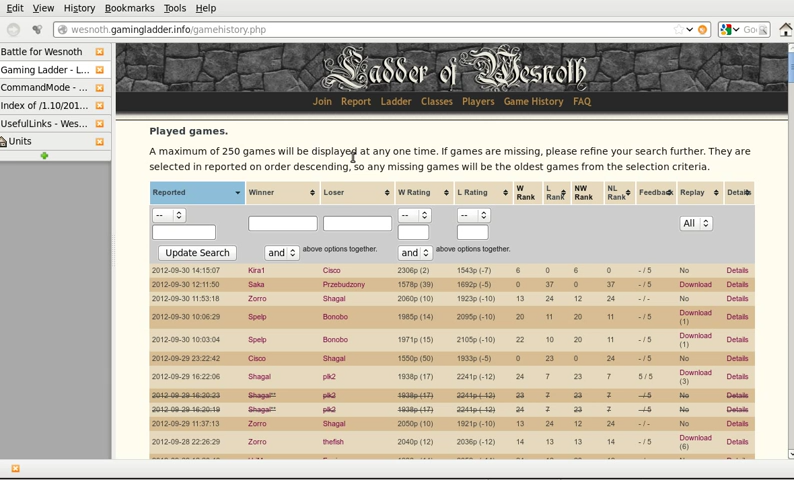 Edit View History Bookmarks Tools Help
wesnoth.gamingladder.info/gamehistory.php
Battle for Wesnoth
Gaming Ladder - L...
CommandMode - ...
Index of /1.10/201...
UsefulLinks - Wes...
Units
Ladder of Wesnoth
Join Report Ladder Classes Players Game History FAQ
Played games.
A maximum of 250 games will be displayed at any one time. If games are missing, please refine your search further. They are
selected in reported on order descending, so any missing games will be the oldest games from the selection criteria.
Reported Winner Loser W Rating L Rating W Rank L Rank NW Rank NL Rank Feedback Replay Details
-- -- -- All
Update Search and above options together. and above options together.
2012-09-30 14:15:07 Kira1 Cisco 2306p (2) 1543p (-7) 6 0 6 0 - / 5 No Details
2012-09-30 12:11:50 Saka Przebudzony 1578p (39) 1692p (-5) 0 37 0 37 - / 5 Download Details
2012-09-30 11:53:18 Zorro Shagal 2060p (10) 1923p (-10) 13 24 12 24 - / - No Details
2012-09-30 10:06:29 Spelp Bonobo 1985p (14) 2095p (-10) 20 11 20 11 - / 5 Download (1) Details
2012-09-30 10:03:04 Spelp Bonobo 1971p (15) 2105p (-10) 22 10 20 11 - / 5 Download (1) Details
2012-09-29 23:22:42 Cisco Shagal 1550p (50) 1933p (-5) 0 23 0 24 - / 5 No Details
2012-09-29 16:22:06 Shagal plk2 1938p (17) 2241p (-12) 24 7 23 7 5 / 5 Download (3) Details
2012-09-29 16:20:23 Shagal plk2 1938p (17) 2241p (-12) 23 7 23 7 - / 5 No Details
2012-09-29 16:20:19 Shagal plk2 1938p (17) 2241p (-12) 24 7 23 7 - / 5 No Details
2012-09-29 11:37:13 Zorro Shagal 2050p (10) 1921p (-10) 13 24 12 24 - / - No Details
2012-09-28 22:26:29 Zorro thefish 2040p (12) 2036p (-12) 14 13 13 14 - / 5 Download (6) Details